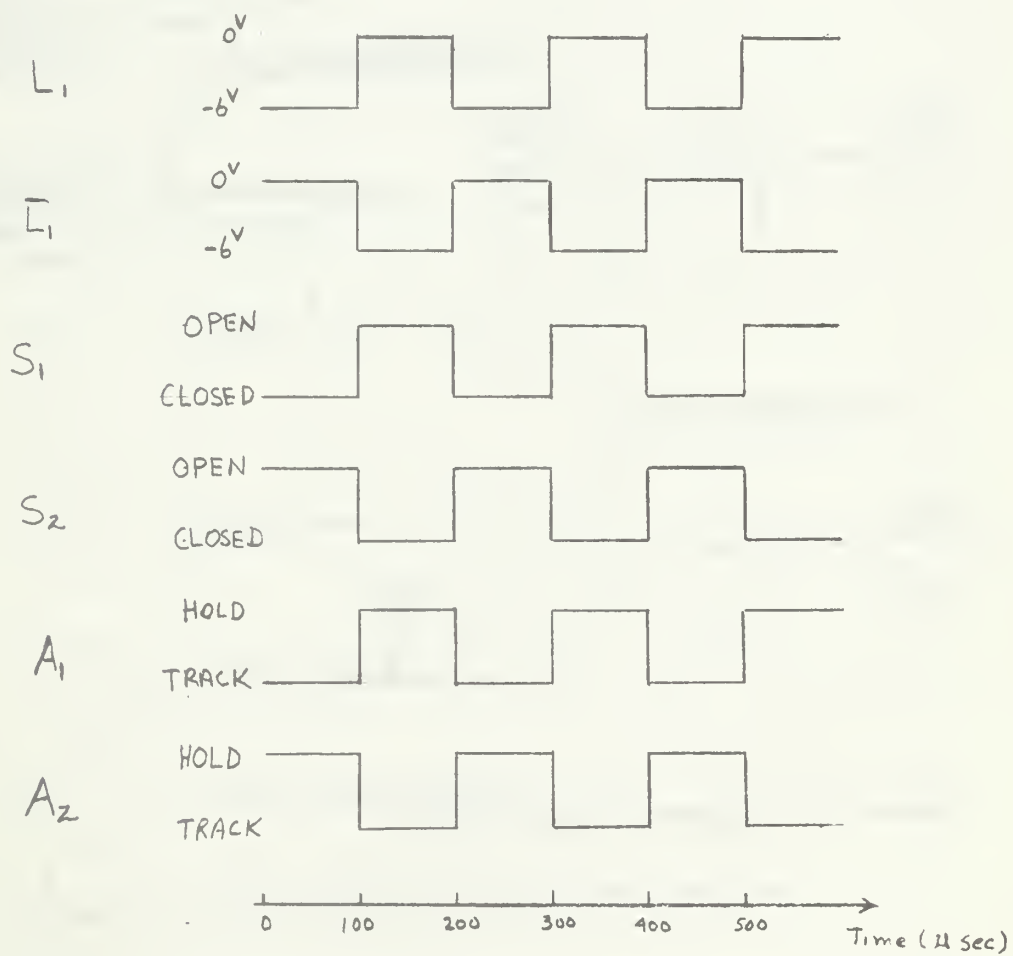 0V
L1
-6V
0V
L̄1
-6V
OPEN
S1
CLOSED
OPEN
S2
CLOSED
HOLD
A1
TRACK
HOLD
A2
TRACK
0 100 200 300 400 500
Time (μ sec)